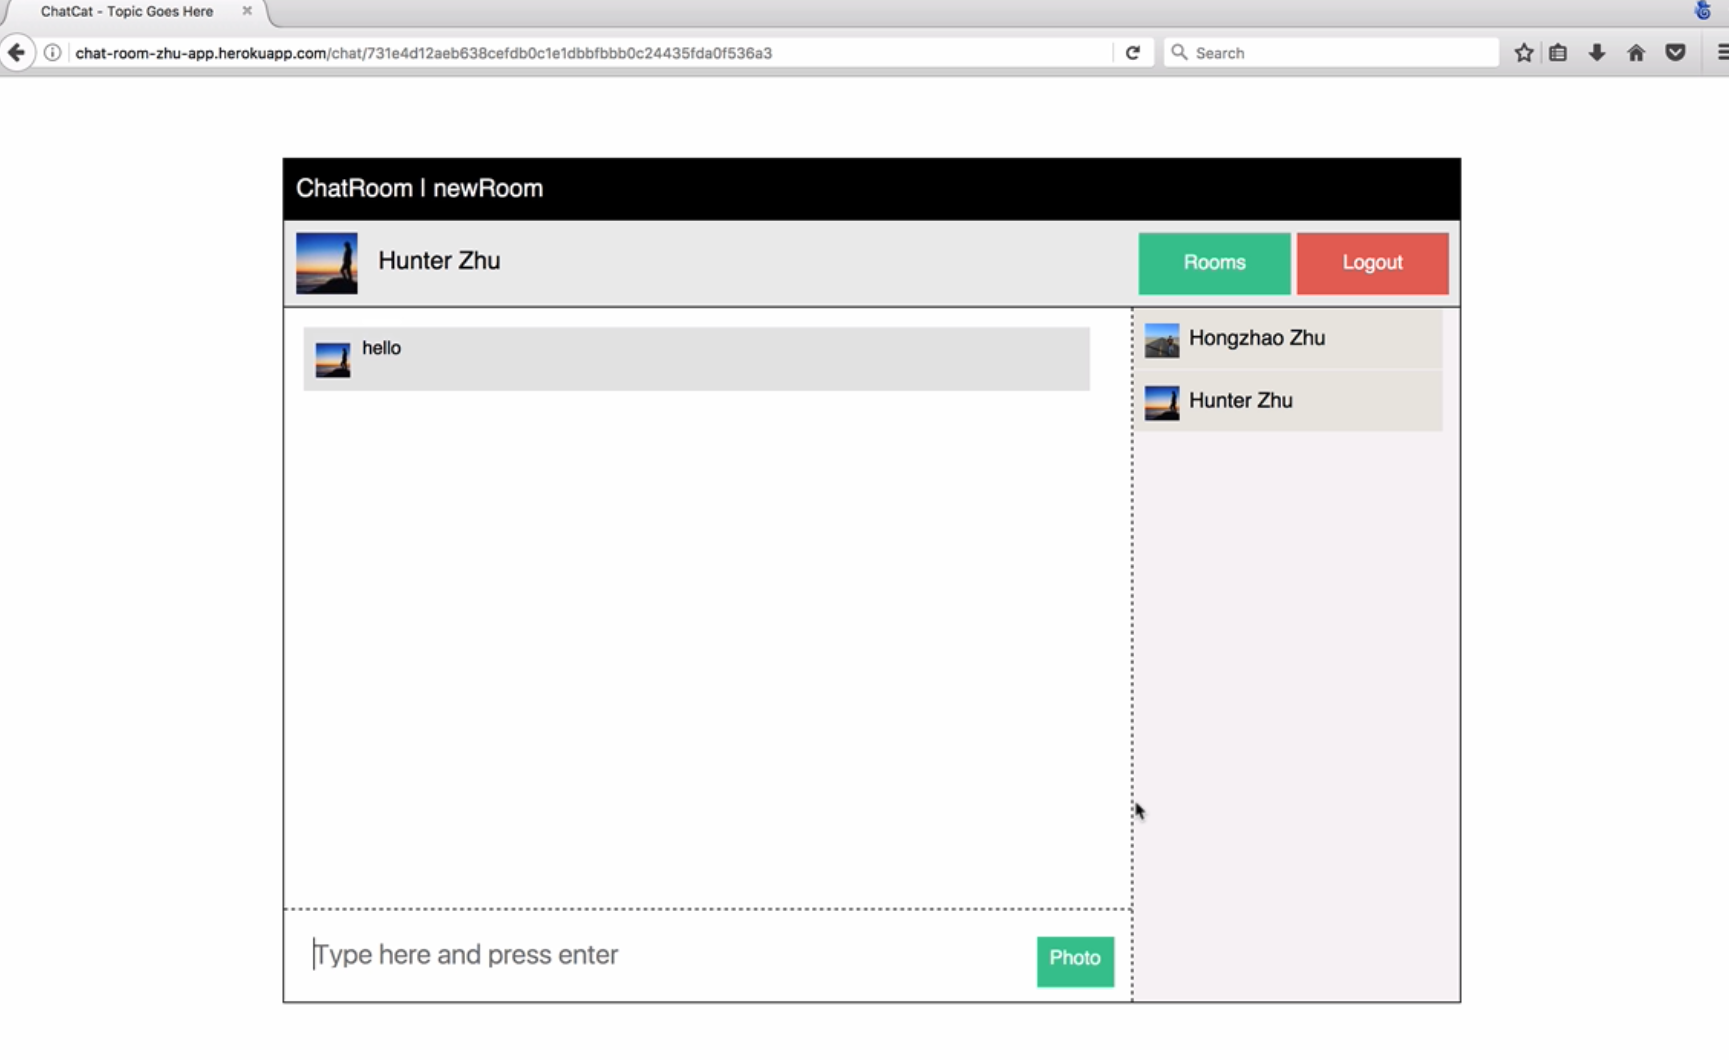 ChatCat - Topic Goes Here
chat-room-zhu-app.herokuapp.com/chat/731e4d12aeb638cefdb0c1e1dbbfbbb0c24435fda0f536a3
Search
ChatRoom | newRoom
Hunter Zhu
Rooms
Logout
hello
Hongzhao Zhu
Hunter Zhu
Type here and press enter
Photo